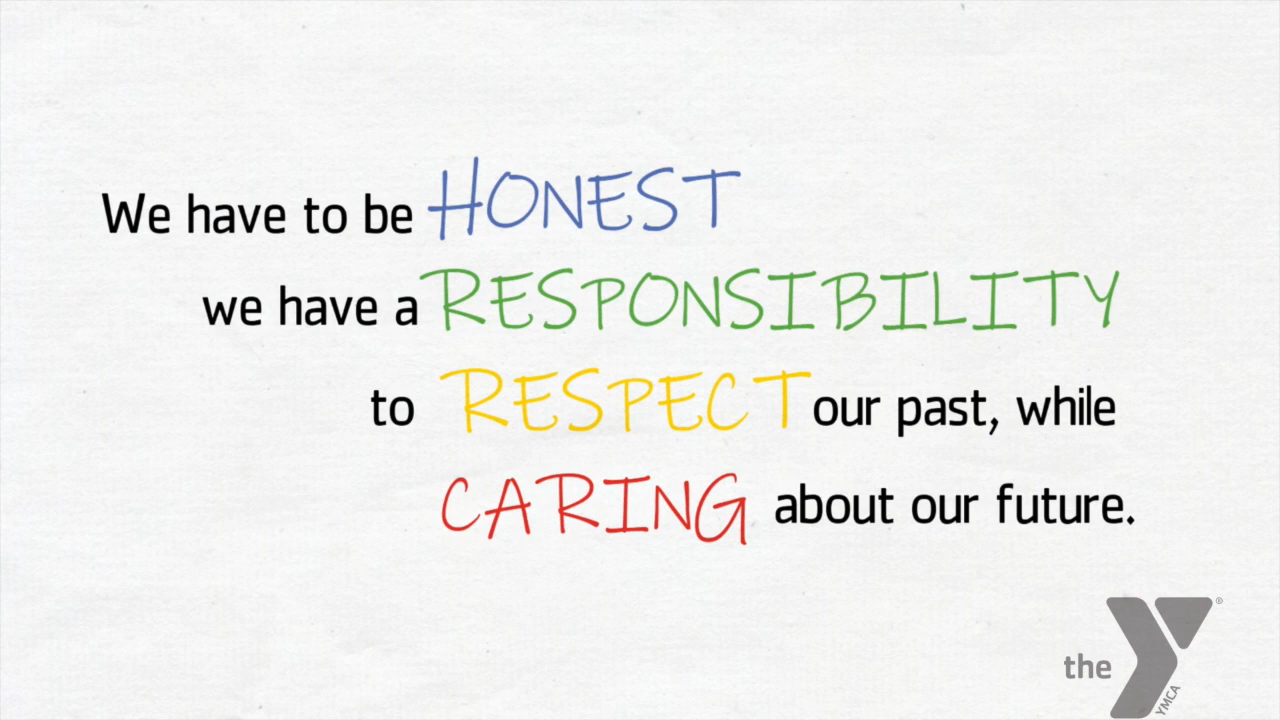 We have to be HONEST
we have a RESPONSIBILITY
to RESPECT our past, while
CARING about our future.
the Y®
YMCA